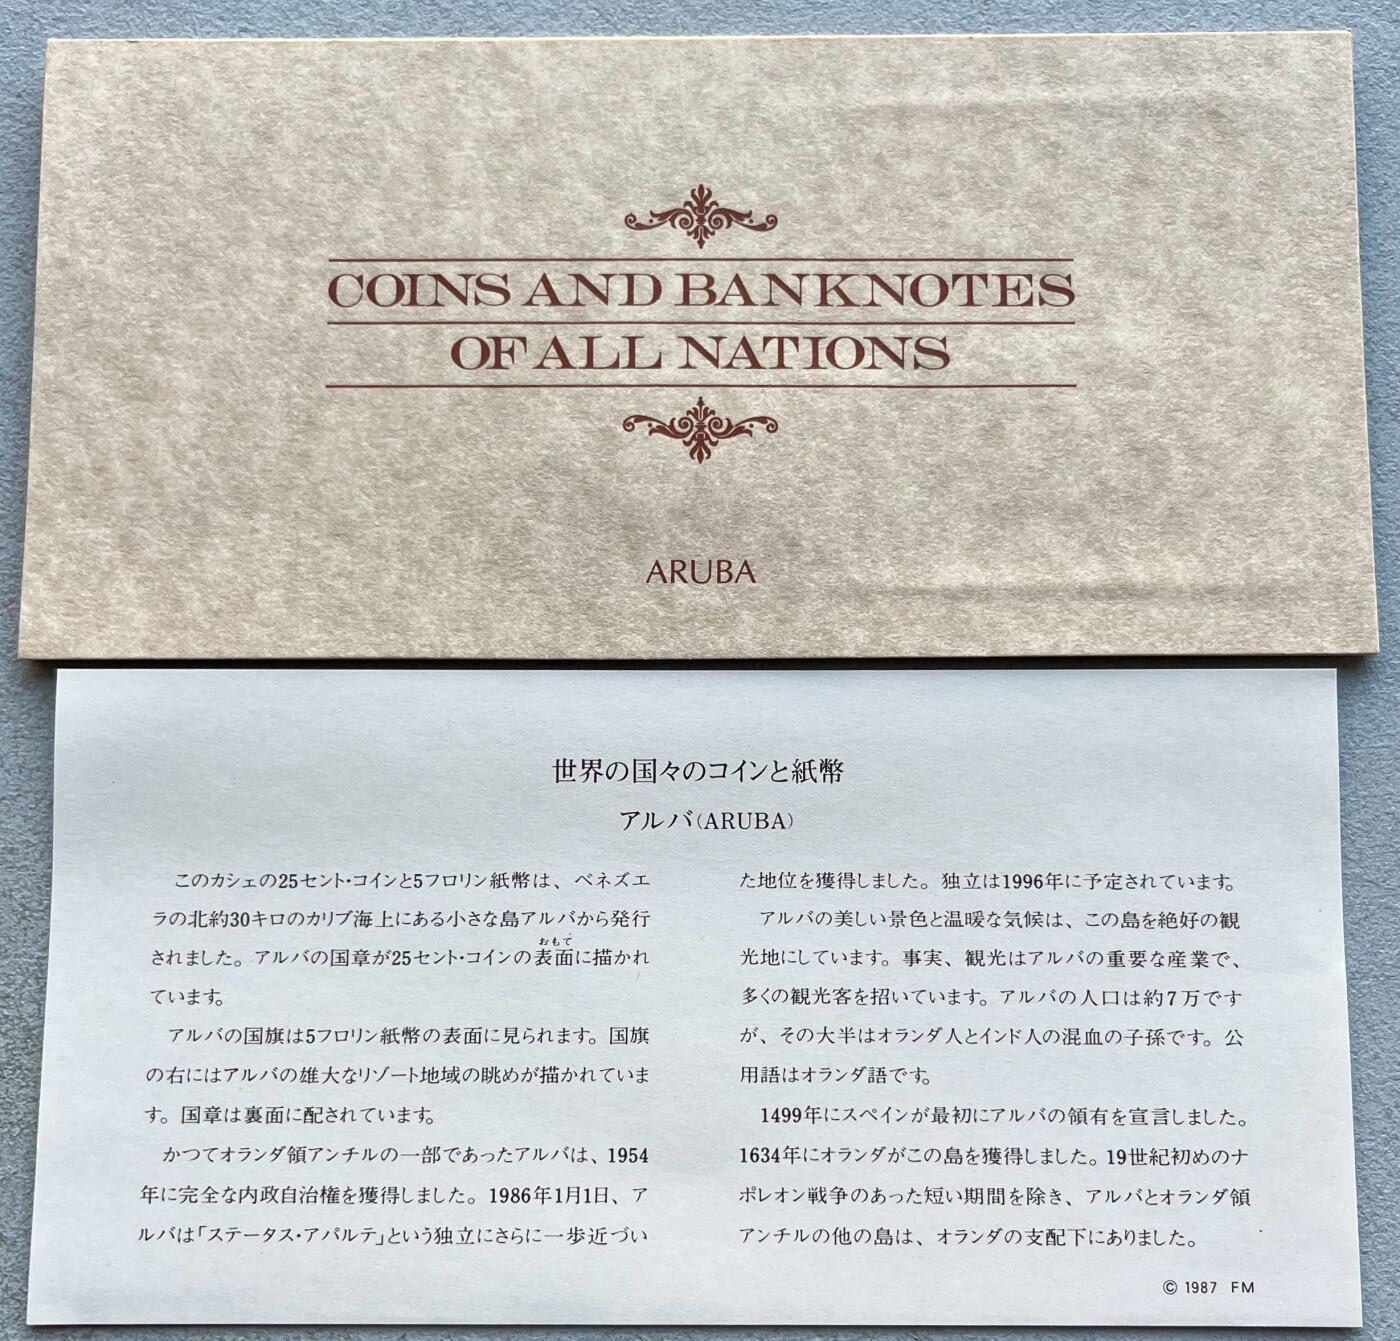 COINS AND BANKNOTES
OF ALL NATIONS
ARUBA
世界の国々のコインと紙幣
アルバ(ARUBA)
このカシェの25セント・コインと5フロリン紙幣は、ベネズエ
ラの北約30キロのカリブ海上にある小さな島アルバから発行
されました。アルバの国章が25セント・コインの表面に描かれ
おもて
ています。
アルバの国旗は5フロリン紙幣の表面に見られます。国旗
の右にはアルバの雄大なリゾート地域の眺めが描かれていま
す。国章は裏面に配されています。
かつてオランダ領アンチルの一部であったアルバは、1954
年に完全な内政自治権を獲得しました。1986年1月1日、ア
ルバは「ステータス・アパルテ」という独立にさらに一歩近づい
た地位を獲得しました。独立は1996年に予定されています。
アルバの美しい景色と温暖な気候は、この島を絶好の観
光地にしています。事実、観光はアルバの重要な産業で、
多くの観光客を招いています。アルバの人口は約7万です
が、その大半はオランダ人とインド人の混血の子孫です。公
用語はオランダ語です。
1499年にスペインが最初にアルバの領有を宣言しました。
1634年にオランダがこの島を獲得しました。19世紀初めのナ
ポレオン戦争のあった短い期間を除き、アルバとオランダ領
アンチルの他の島は、オランダの支配下にありました。
© 1987 FM